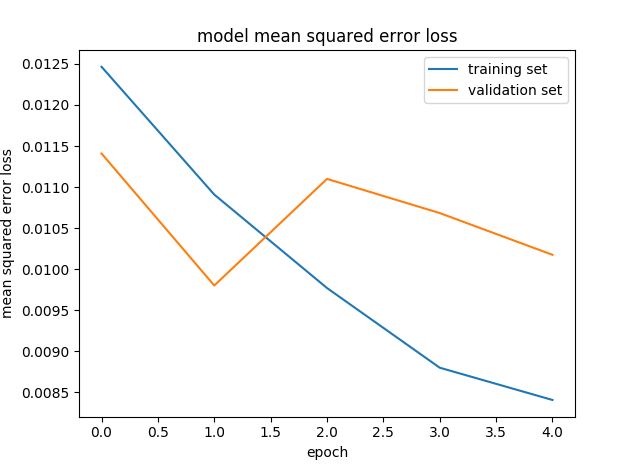 model mean squared error loss
training set
validation set
mean squared error loss
0.0125
0.0120
0.0115
0.0110
0.0105
0.0100
0.0095
0.0090
0.0085
0.0 0.5 1.0 1.5 2.0 2.5 3.0 3.5 4.0
epoch